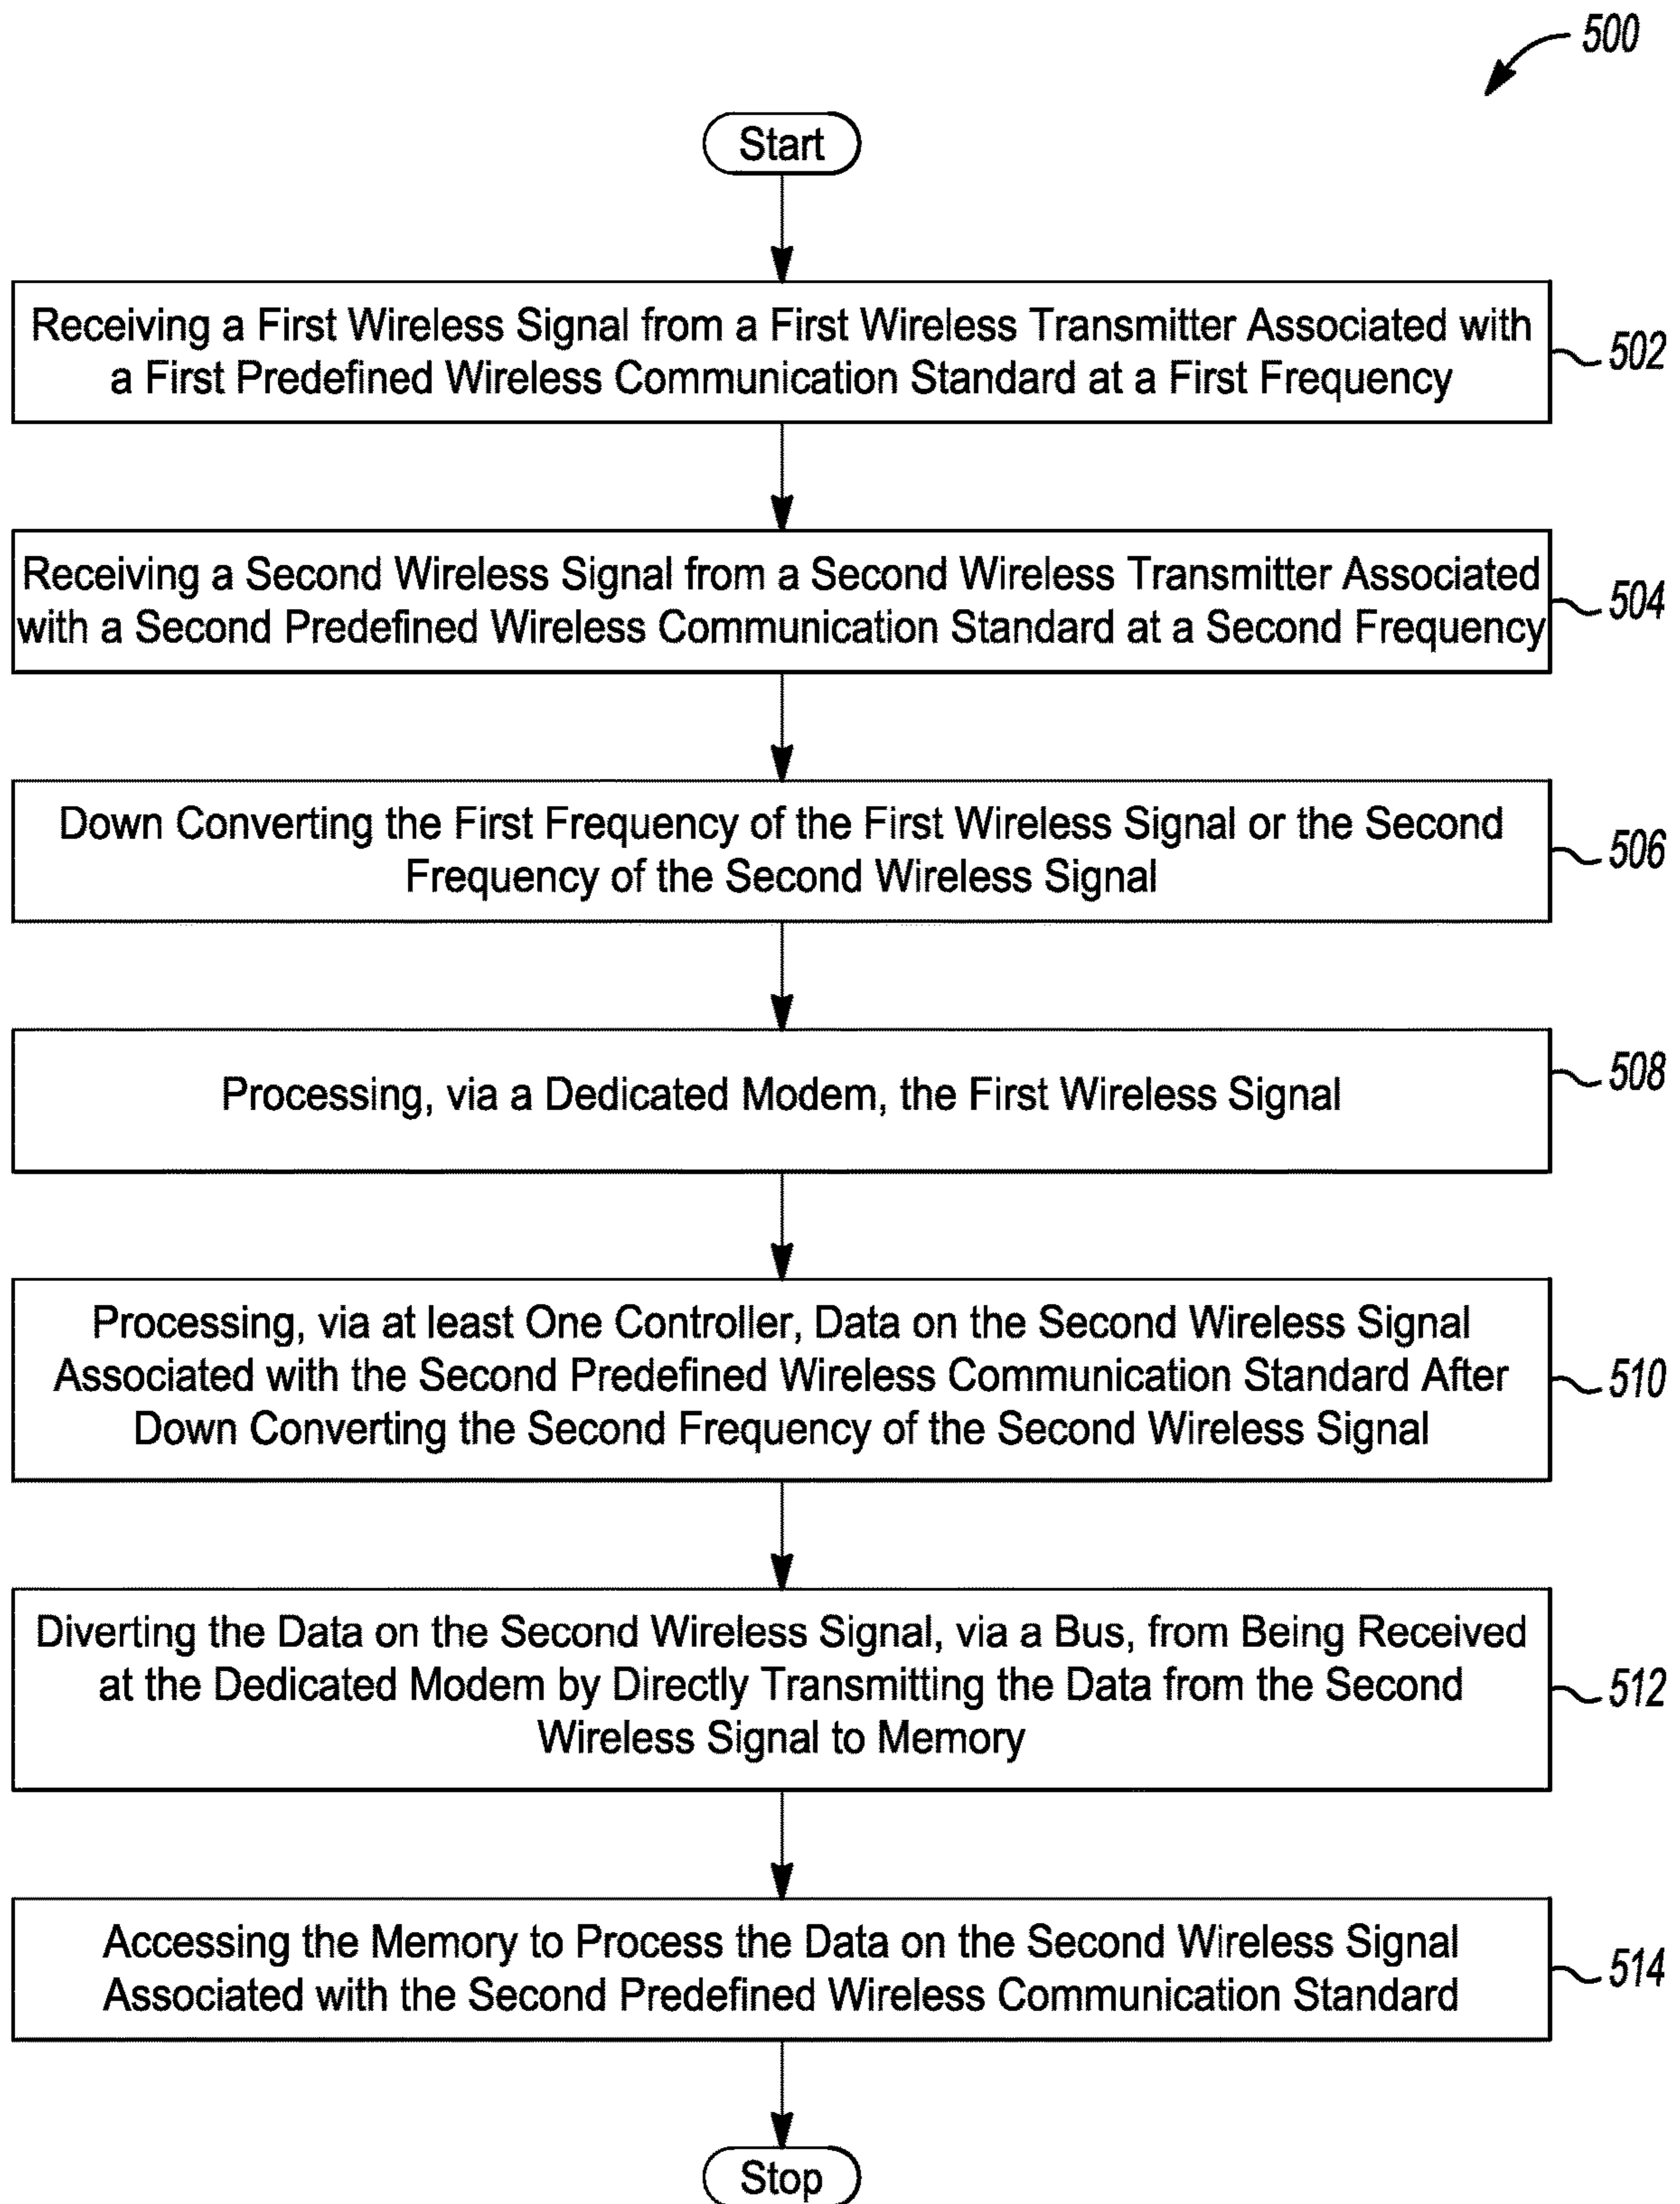 500
Start
Receiving a First Wireless Signal from a First Wireless Transmitter Associated with
a First Predefined Wireless Communication Standard at a First Frequency
502
Receiving a Second Wireless Signal from a Second Wireless Transmitter Associated
with a Second Predefined Wireless Communication Standard at a Second Frequency
504
Down Converting the First Frequency of the First Wireless Signal or the Second
Frequency of the Second Wireless Signal
506
Processing, via a Dedicated Modem, the First Wireless Signal
508
Processing, via at least One Controller, Data on the Second Wireless Signal
Associated with the Second Predefined Wireless Communication Standard After
Down Converting the Second Frequency of the Second Wireless Signal
510
Diverting the Data on the Second Wireless Signal, via a Bus, from Being Received
at the Dedicated Modem by Directly Transmitting the Data from the Second
Wireless Signal to Memory
512
Accessing the Memory to Process the Data on the Second Wireless Signal
Associated with the Second Predefined Wireless Communication Standard
514
Stop